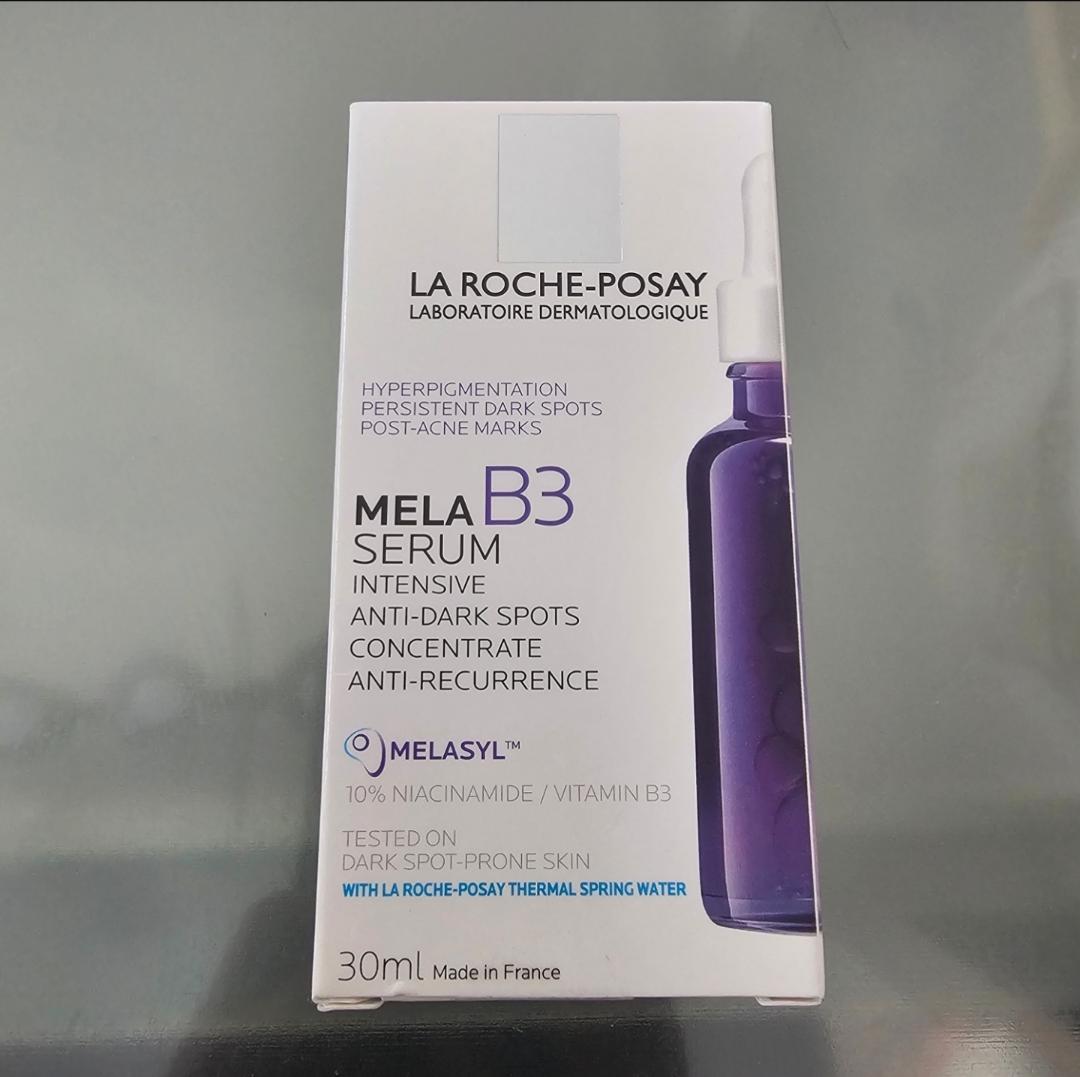 LA ROCHE-POSAY
LABORATOIRE DERMATOLOGIQUE
HYPERPIGMENTATION
PERSISTENT DARK SPOTS
POST-ACNE MARKS
MELA B3
SERUM
INTENSIVE
ANTI-DARK SPOTS
CONCENTRATE
ANTI-RECURRENCE
MELASYL™
10% NIACINAMIDE / VITAMIN B3
TESTED ON
DARK SPOT-PRONE SKIN
WITH LA ROCHE-POSAY THERMAL SPRING WATER
30ml Made in France